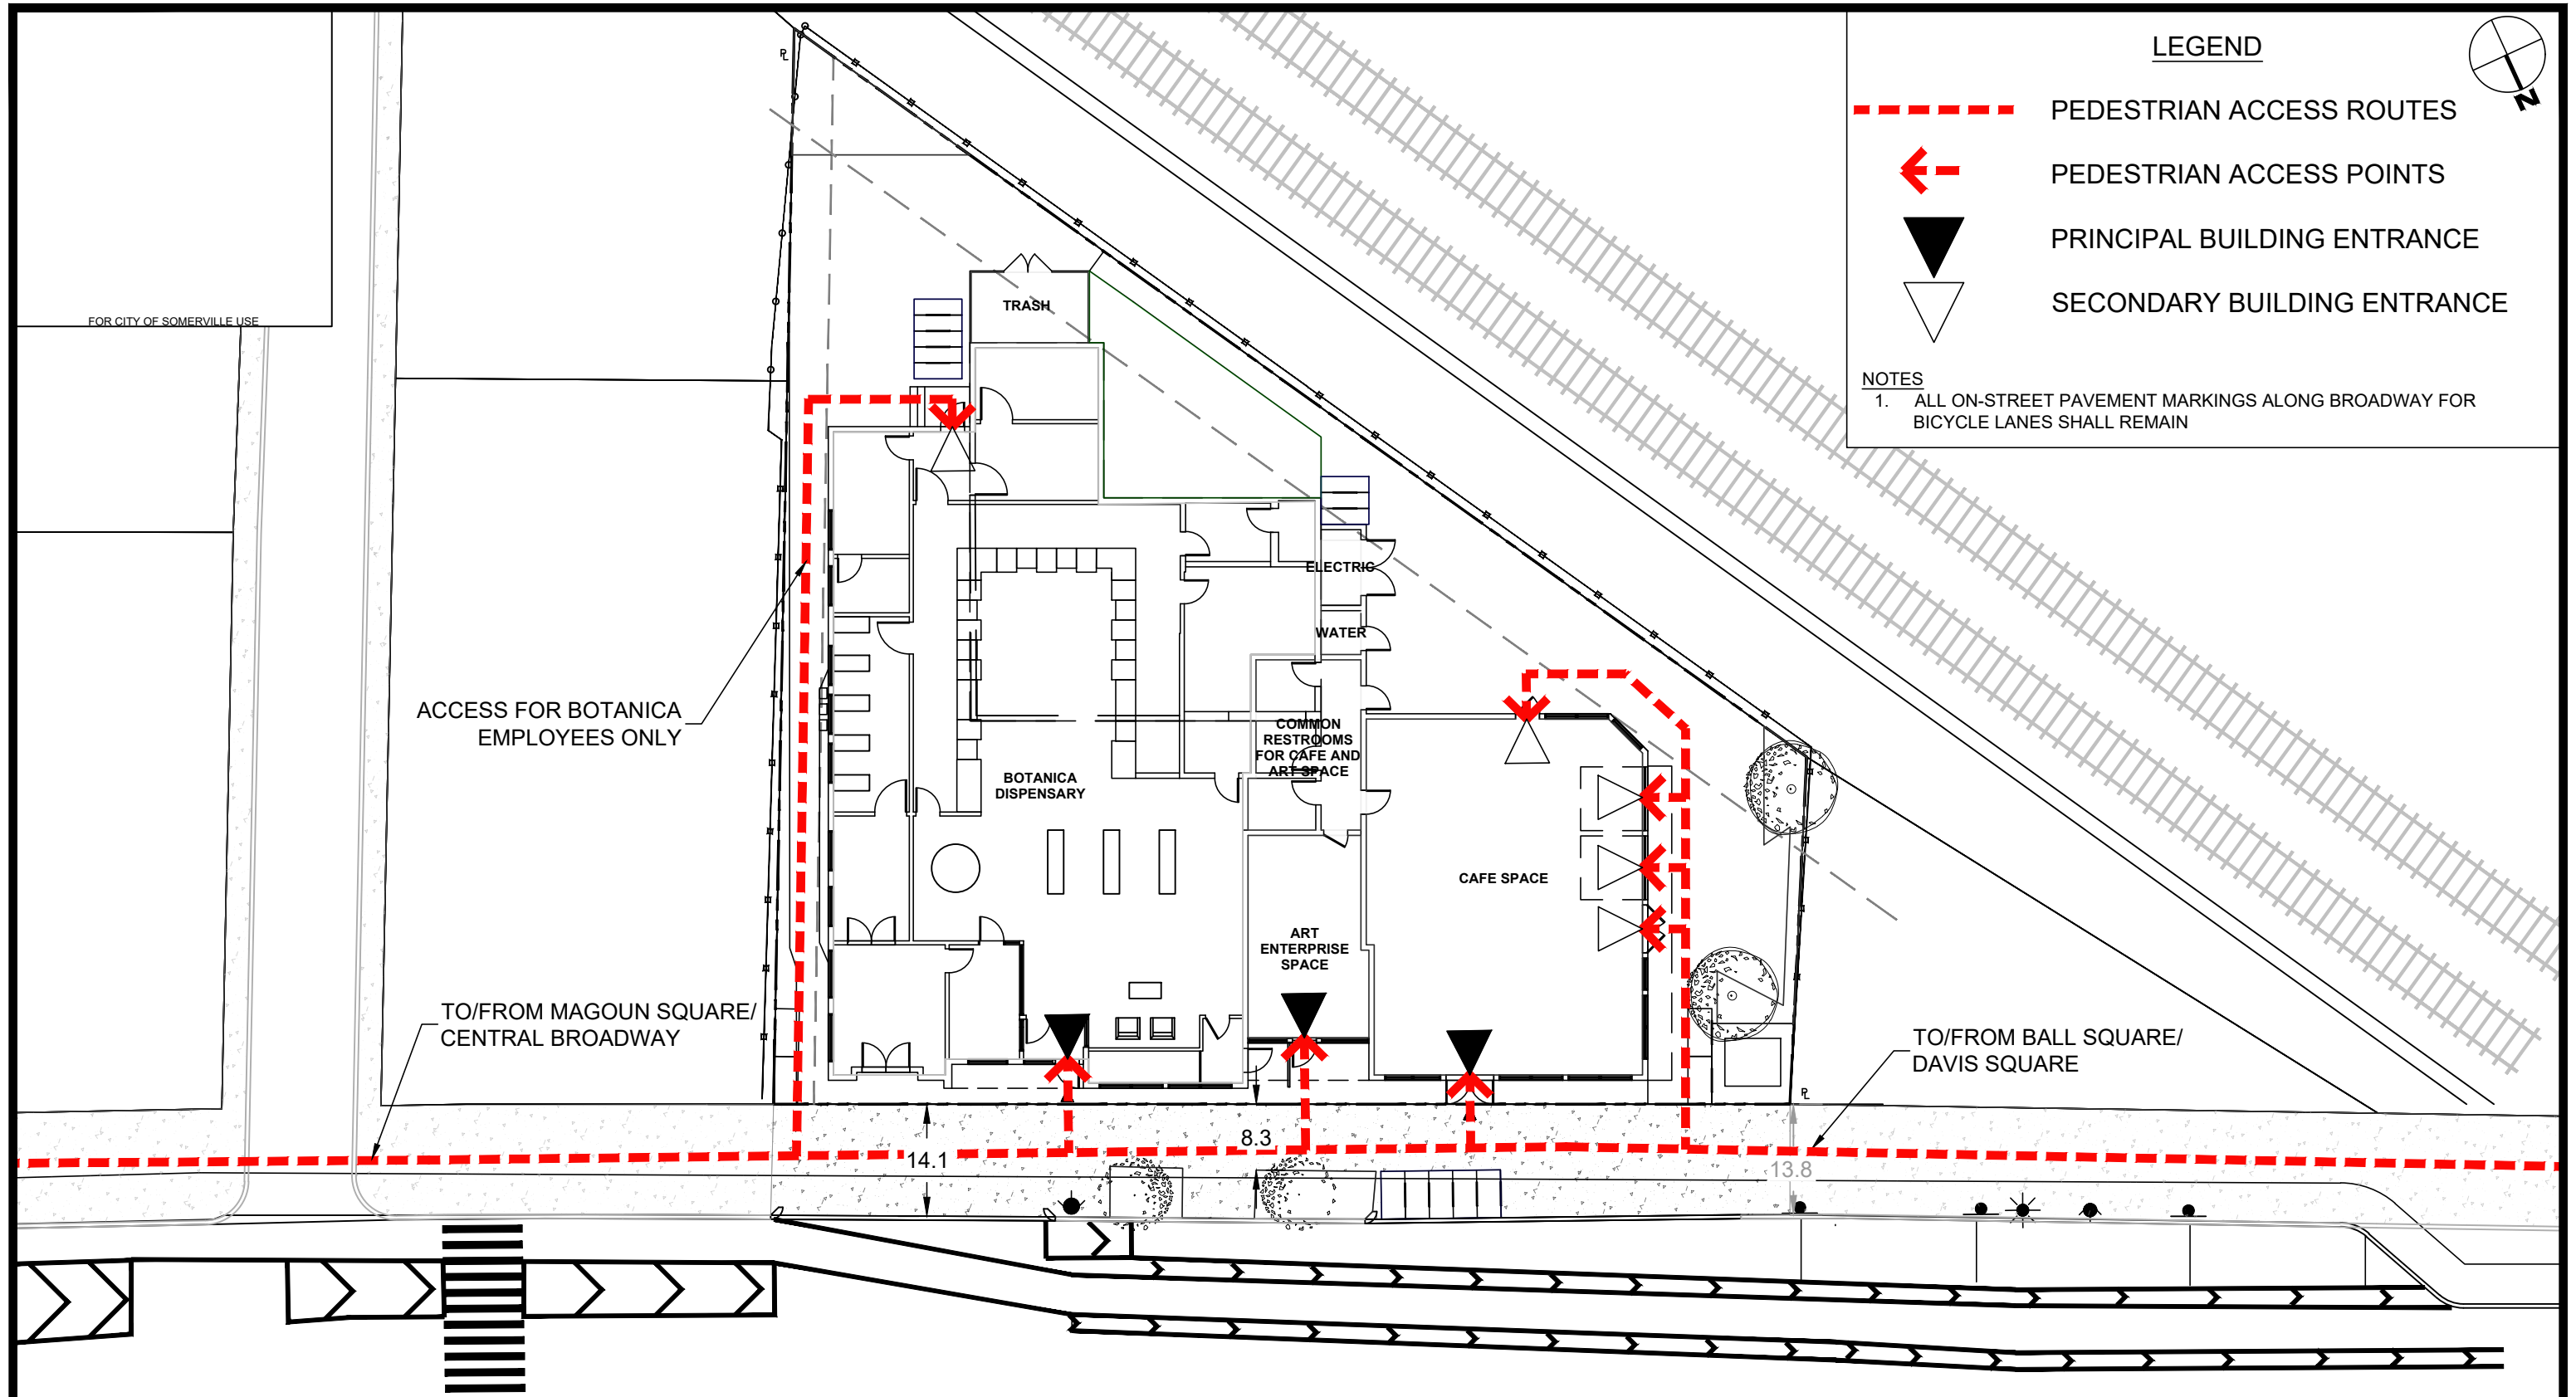 LEGEND
N
PEDESTRIAN ACCESS ROUTES
PEDESTRIAN ACCESS POINTS
PRINCIPAL BUILDING ENTRANCE
SECONDARY BUILDING ENTRANCE
NOTES
1. ALL ON-STREET PAVEMENT MARKINGS ALONG BROADWAY FOR
BICYCLE LANES SHALL REMAIN
PL
FOR CITY OF SOMERVILLE USE
TRASH
ELECTRIC
WATER
ACCESS FOR BOTANICA
EMPLOYEES ONLY
COMMON
RESTROOMS
FOR CAFE AND
ART SPACE
BOTANICA
DISPENSARY
CAFE SPACE
ART
ENTERPRISE
SPACE
TO/FROM MAGOUN SQUARE/
CENTRAL BROADWAY
TO/FROM BALL SQUARE/
DAVIS SQUARE
PL
8.3
14.1
13.8